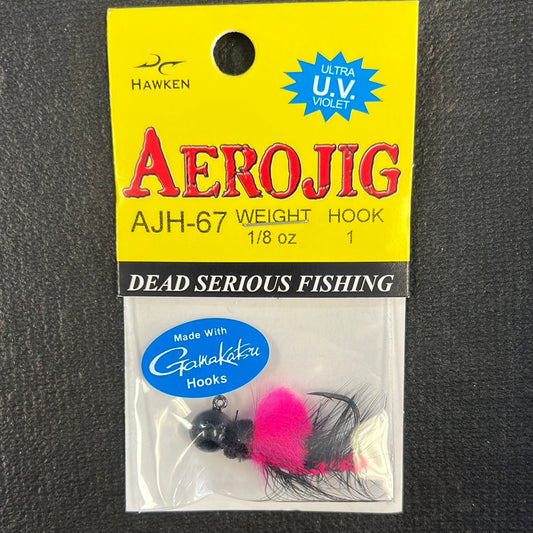 HAWKEN
ULTRA
U.V.
VIOLET
AEROJIG
AJH-67 WEIGHT HOOK
1/8 oz 1
DEAD SERIOUS FISHING
Made With
Gamakatsu
Hooks